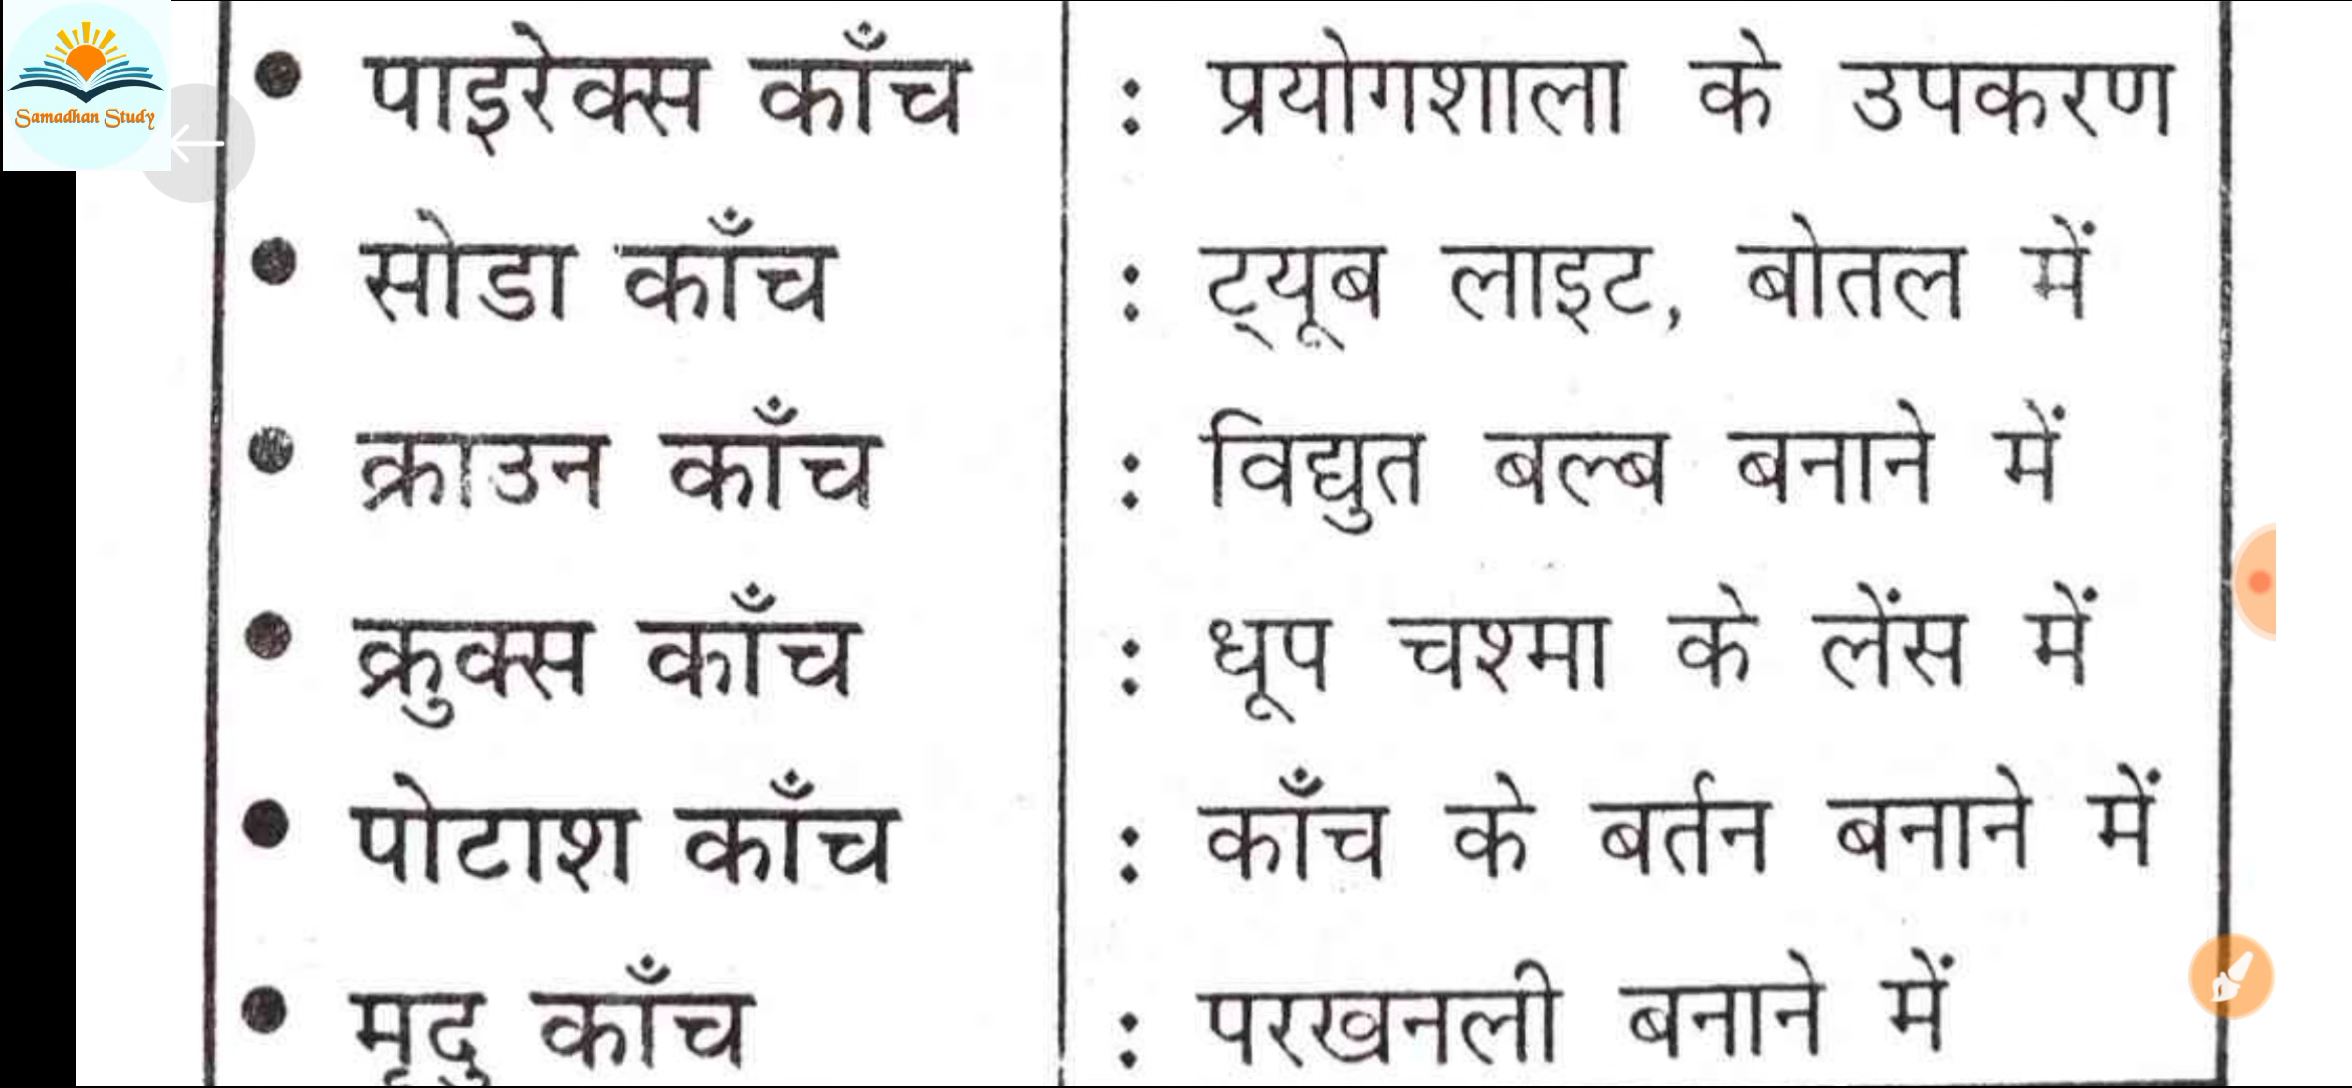 Samadhan Study
• पाइरेक्स काँच : प्रयोगशाला के उपकरण
• सोडा काँच : ट्यूब लाइट, बोतल में
• क्राउन काँच : विद्युत बल्ब बनाने में
• क्रुक्स काँच : धूप चश्मा के लेंस में
• पोटाश काँच : काँच के बर्तन बनाने में
• मृदु काँच : परखनली बनाने में